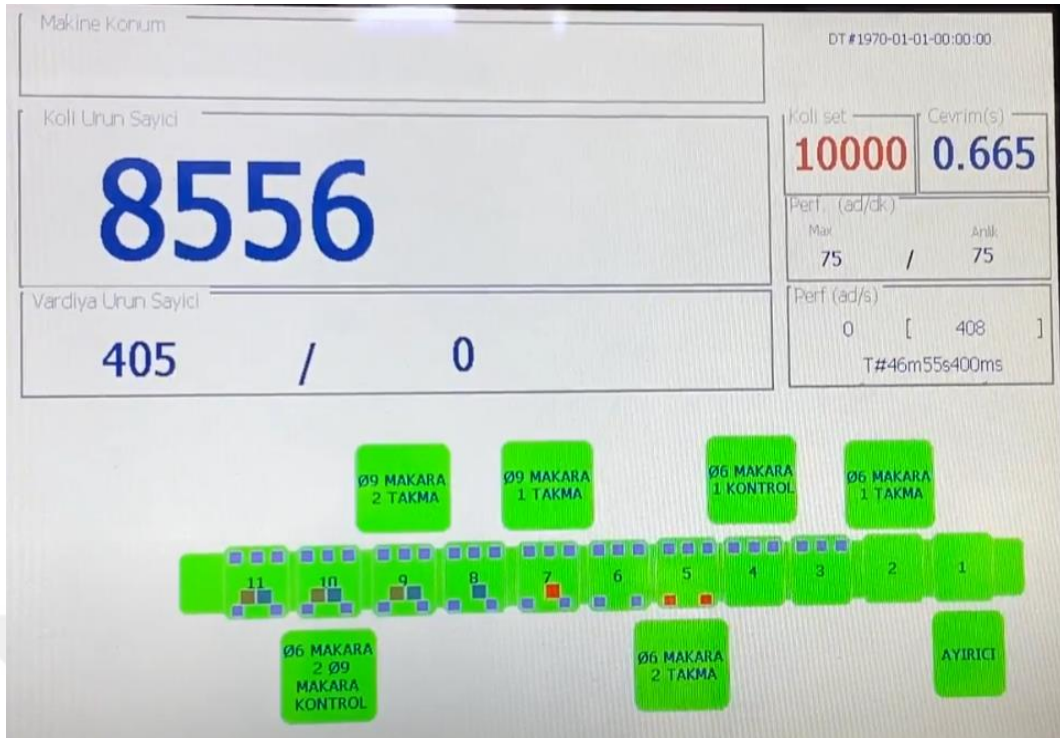 Makine Konum
DT#1970-01-01-00:00:00
Koli Urun Sayici
8556
Koli set
10000
Cevrim(s)
0.665
Perf. (ad/dk)
Max
Anlik
75 / 75
Vardiya Urun Sayici
405 / 0
Perf (ad/s)
0 [ 408 ]
T#46m55s400ms
Ø9 MAKARA
2 TAKMA
Ø9 MAKARA
1 TAKMA
Ø6 MAKARA
1 KONTROL
Ø6 MAKARA
1 TAKMA
11 10 9 8 7 6 5 4 3 2 1
Ø6 MAKARA
2 Ø9
MAKARA
KONTROL
Ø6 MAKARA
2 TAKMA
AYIRICI